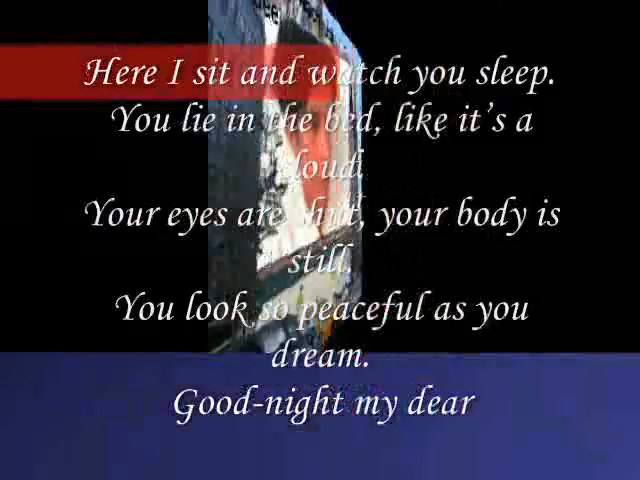 Here I sit and watch you sleep.
You lie in the bed, like it's a
cloud
Your eyes are shut, your body is
still.
You look so peaceful as you
dream.
Good-night my dear